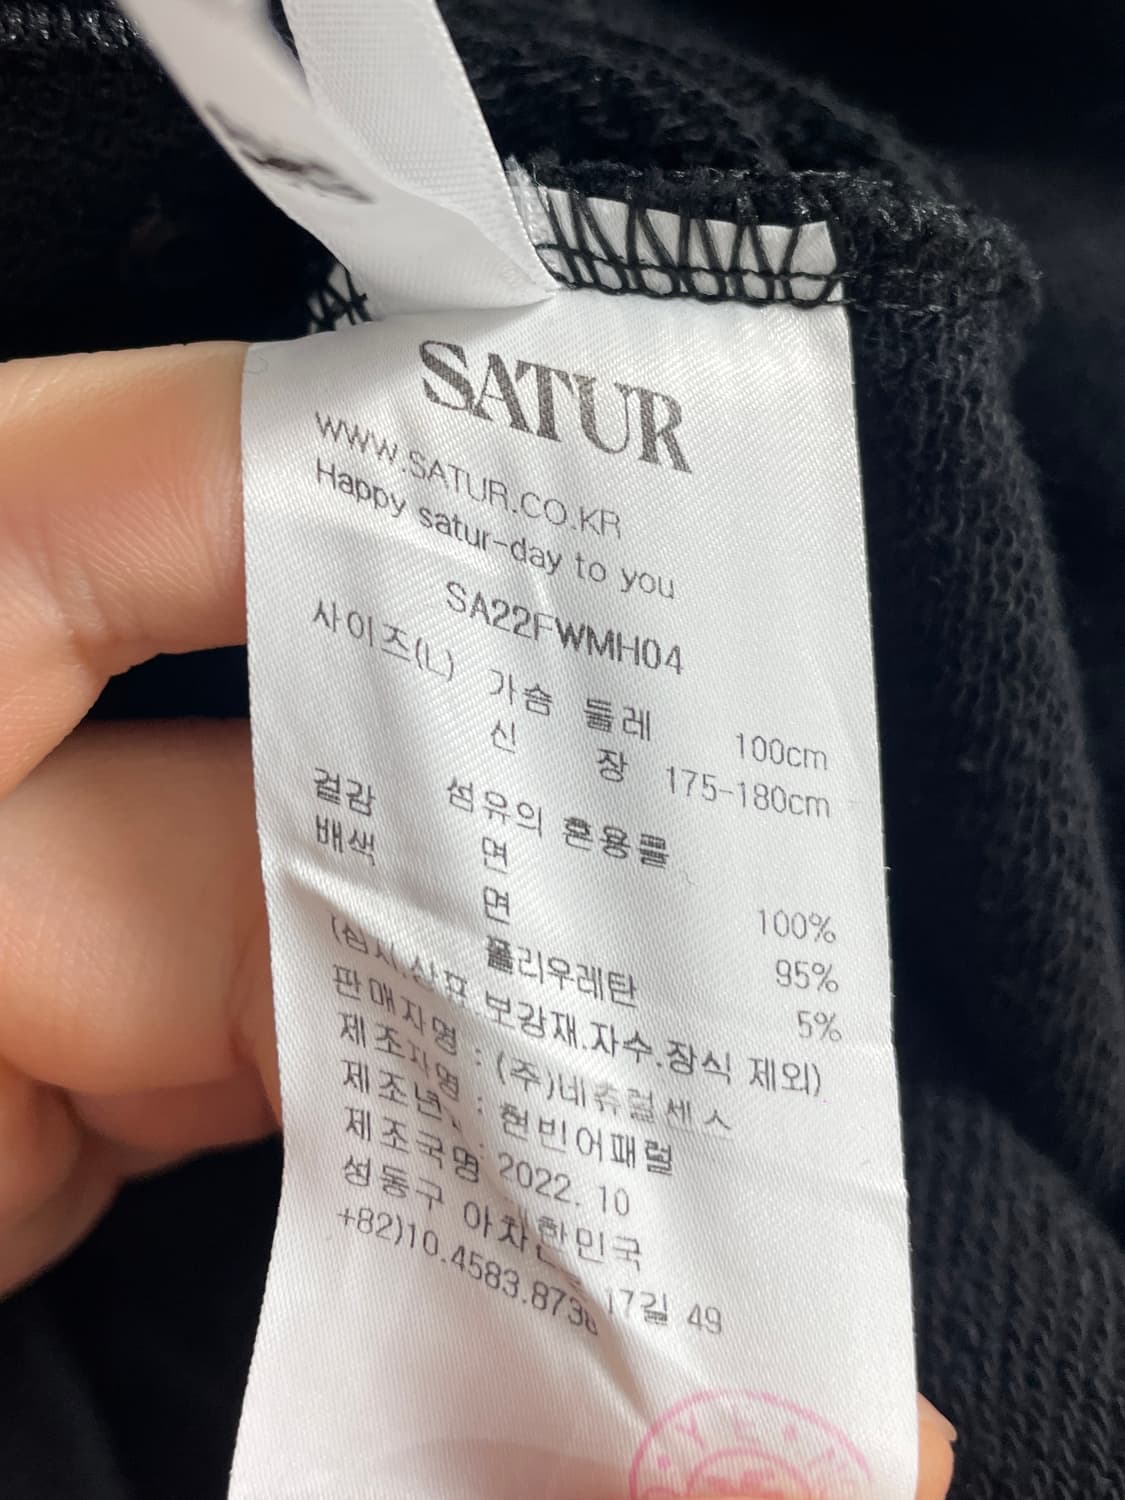 SATUR
WWW.SATUR.CO.KR
Happy satur-day to you
SA22FWMH04
사이즈(L) 가슴 둘레 100cm
신 장 175-180cm
섬유의 혼용률
겉감 면 100%
배색 면 95%
폴리우레탄 5%
(심지.상표 보강재.자수.장식 제외)
판매자명 : (주)네츄럴센스
제조자명 : 현빈어패럴
제조년 : 2022. 10
제조국명 : 한민국
성동구 아차 17길 49
+82)10.4583.873